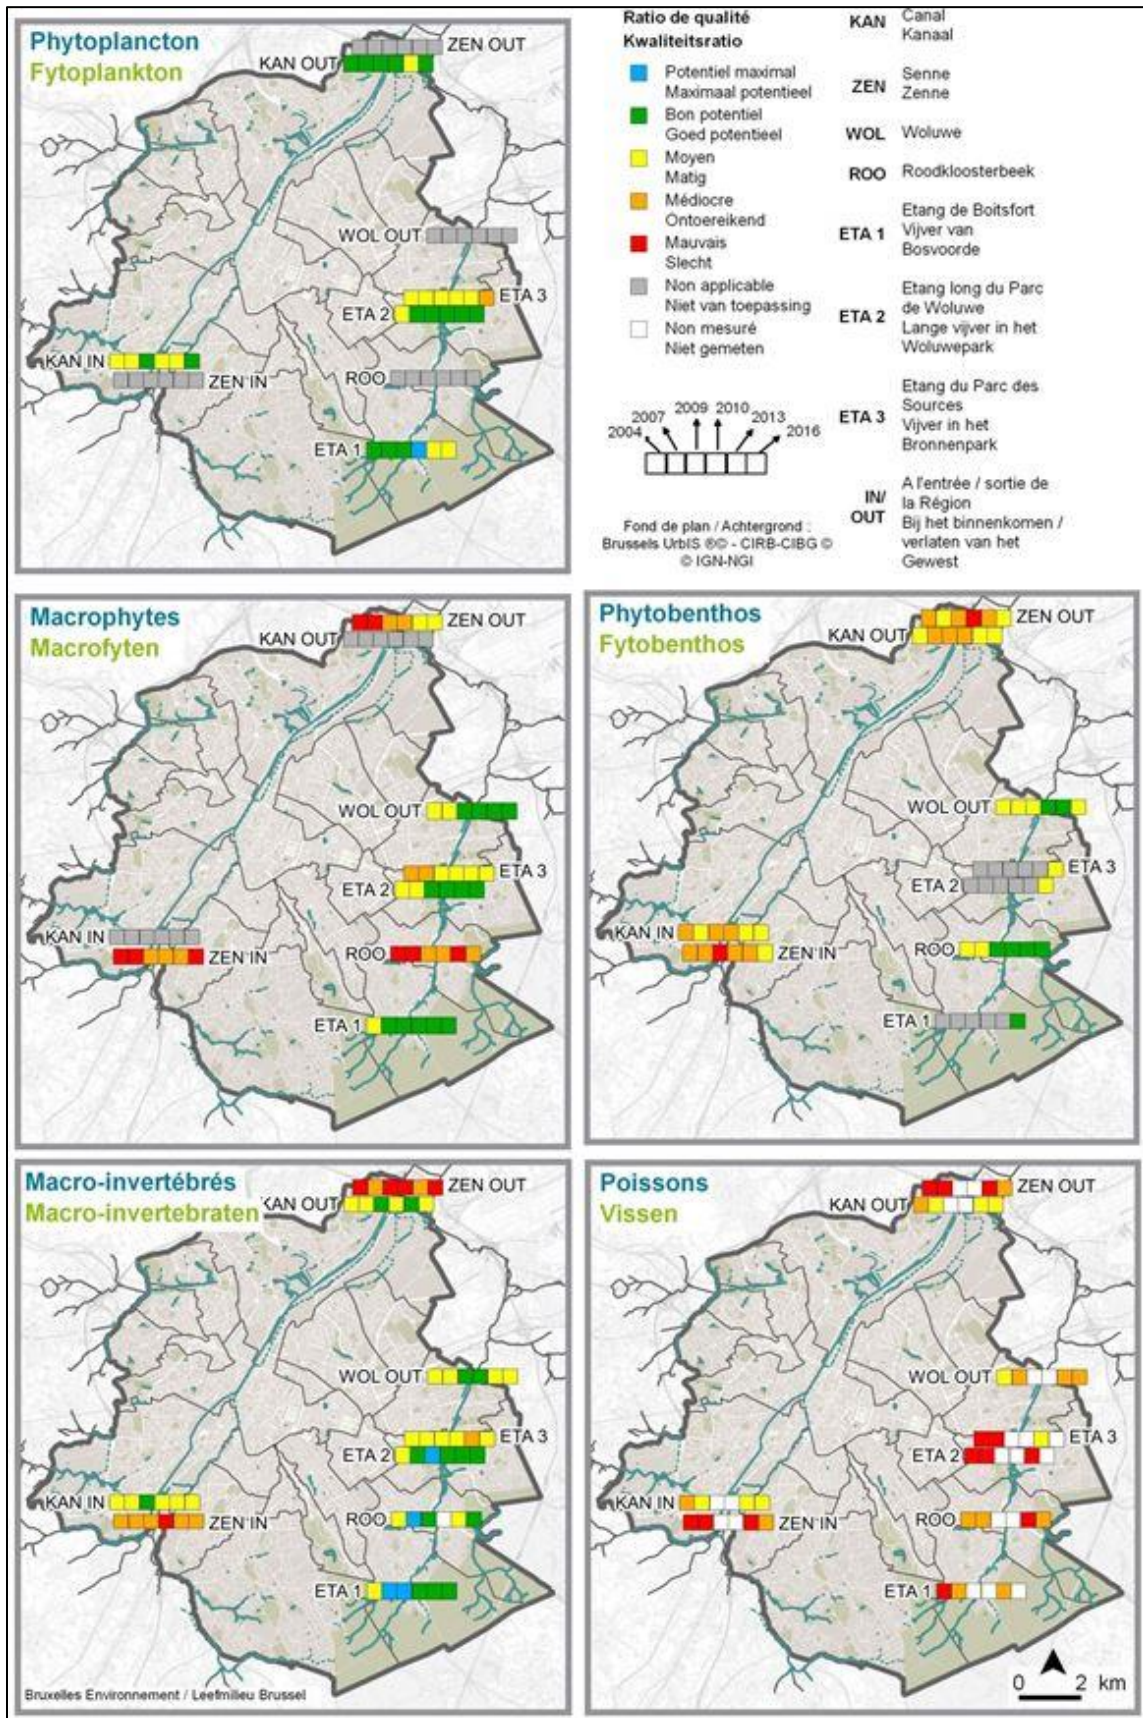 Phytoplancton
Fytoplankton
ZEN OUT
KAN OUT
WOL OUT
ETA 3
ETA 2
KAN IN
ZEN IN
ROO
ETA 1
Ratio de qualité
Kwaliteitsratio
Potentiel maximal
Maximaal potentieel
Bon potentiel
Goed potentieel
Moyen
Matig
Médiocre
Ontoereikend
Mauvais
Slecht
Non applicable
Niet van toepassing
Non mesuré
Niet gemeten
2004
2007
2009
2010
2013
2016
Fond de plan / Achtergrond :
Brussels UrbIS ®© - CIRB-CIBG ©
© IGN-NGI
KAN
Canal
Kanaal
ZEN
Senne
Zenne
WOL
Woluwe
ROO
Roodkloosterbeek
ETA 1
Etang de Boitsfort
Vijver van
Bosvoorde
ETA 2
Etang long du Parc
de Woluwe
Lange vijver in het
Woluwepark
ETA 3
Etang du Parc des
Sources
Vijver in het
Bronnenpark
IN/
OUT
A l'entrée / sortie de
la Région
Bij het binnenkomen /
verlaten van het
Gewest
Macrophytes
Macrofyten
ZEN OUT
KAN OUT
WOL OUT
ETA 3
ETA 2
KAN IN
ZEN IN
ROO
ETA 1
Phytobenthos
Fytobenthos
ZEN OUT
KAN OUT
WOL OUT
ETA 3
ETA 2
KAN IN
ZEN IN
ROO
ETA 1
Macro-invertébrés
Macro-invertebraten
ZEN OUT
KAN OUT
WOL OUT
ETA 3
ETA 2
KAN IN
ZEN IN
ROO
ETA 1
Bruxelles Environnement / Leefmilieu Brussel
Poissons
Vissen
ZEN OUT
KAN OUT
WOL OUT
ETA 3
ETA 2
KAN IN
ZEN IN
ROO
ETA 1
0 2 km